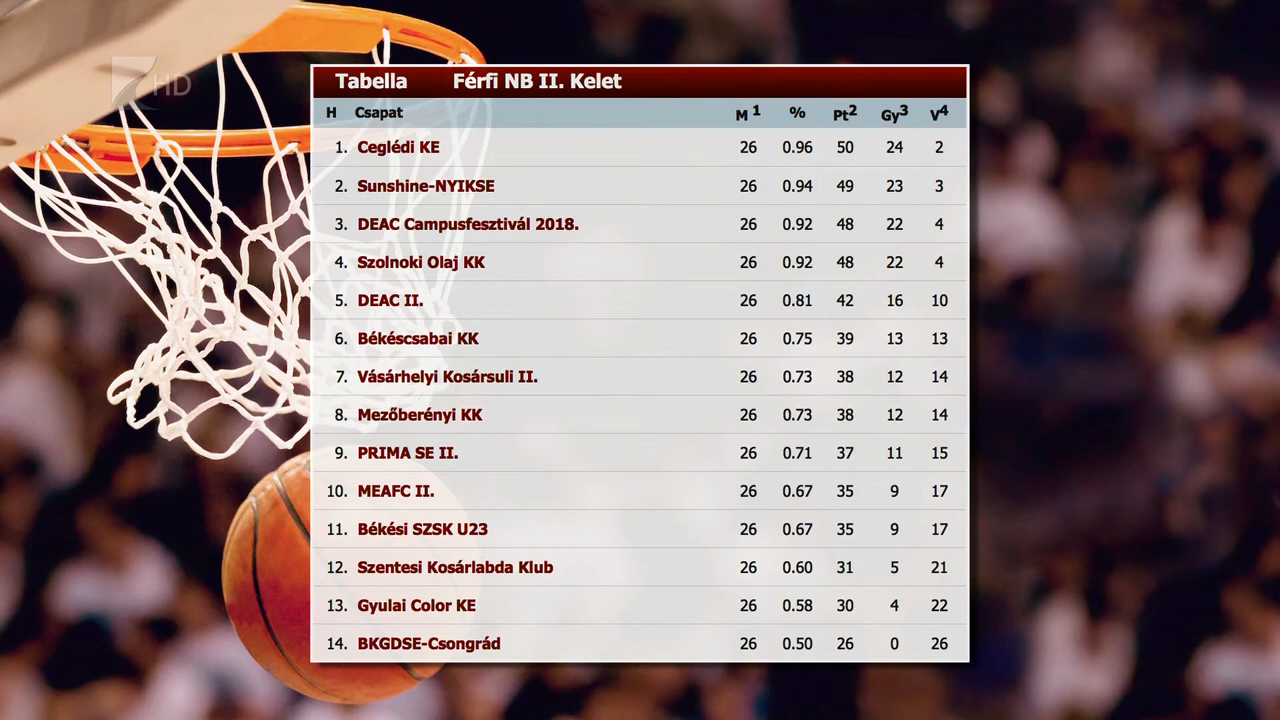 7 HD
Tabella Férfi NB II. Kelet
H Csapat M 1 % Pt2 Gy3 V4
1. Ceglédi KE 26 0.96 50 24 2
2. Sunshine-NYIKSE 26 0.94 49 23 3
3. DEAC Campusfesztivál 2018. 26 0.92 48 22 4
4. Szolnoki Olaj KK 26 0.92 48 22 4
5. DEAC II. 26 0.81 42 16 10
6. Békéscsabai KK 26 0.75 39 13 13
7. Vásárhelyi Kosársuli II. 26 0.73 38 12 14
8. Mezőberényi KK 26 0.73 38 12 14
9. PRIMA SE II. 26 0.71 37 11 15
10. MEAFC II. 26 0.67 35 9 17
11. Békési SZSK U23 26 0.67 35 9 17
12. Szentesi Kosárlabda Klub 26 0.60 31 5 21
13. Gyulai Color KE 26 0.58 30 4 22
14. BKGDSE-Csongrád 26 0.50 26 0 26